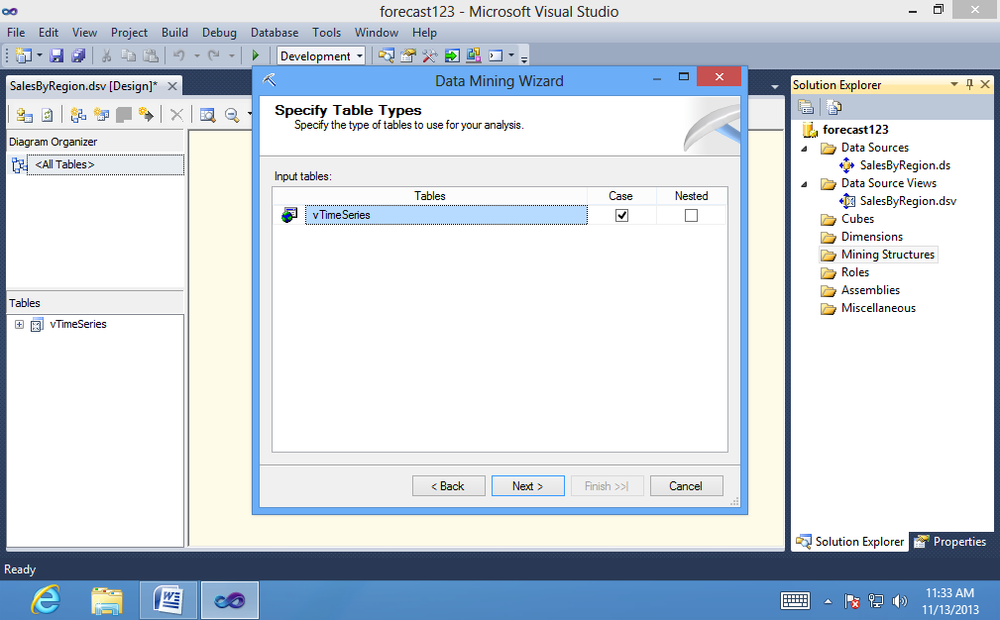 forecast123 - Microsoft Visual Studio
File Edit View Project Build Debug Database Tools Window Help
Development
SalesByRegion.dsv [Design]*
Diagram Organizer
<All Tables>
Tables
vTimeSeries
Data Mining Wizard
Specify Table Types
Specify the type of tables to use for your analysis.
Input tables:
Tables Case Nested
vTimeSeries
< Back Next > Finish >>| Cancel
Solution Explorer
forecast123
Data Sources
SalesByRegion.ds
Data Source Views
SalesByRegion.dsv
Cubes
Dimensions
Mining Structures
Roles
Assemblies
Miscellaneous
Solution Explorer Properties
Ready
11:33 AM
11/13/2013